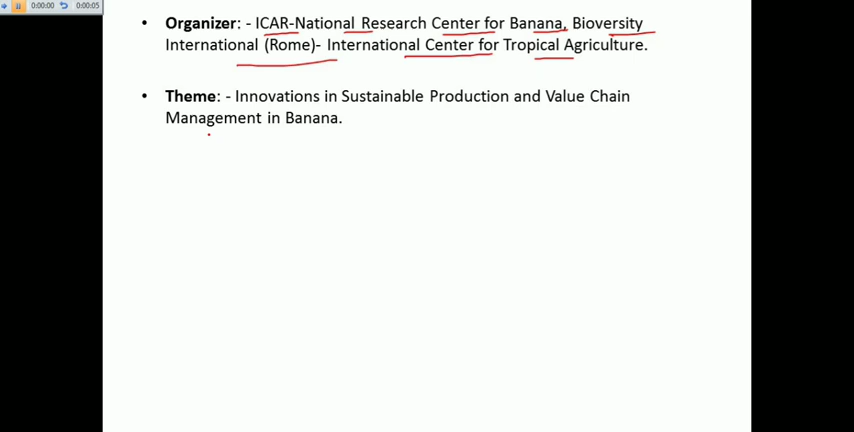 0:00:00 0:00:05
• Organizer: - ICAR-National Research Center for Banana, Bioversity
International (Rome)- International Center for Tropical Agriculture.
• Theme: - Innovations in Sustainable Production and Value Chain
Management in Banana.